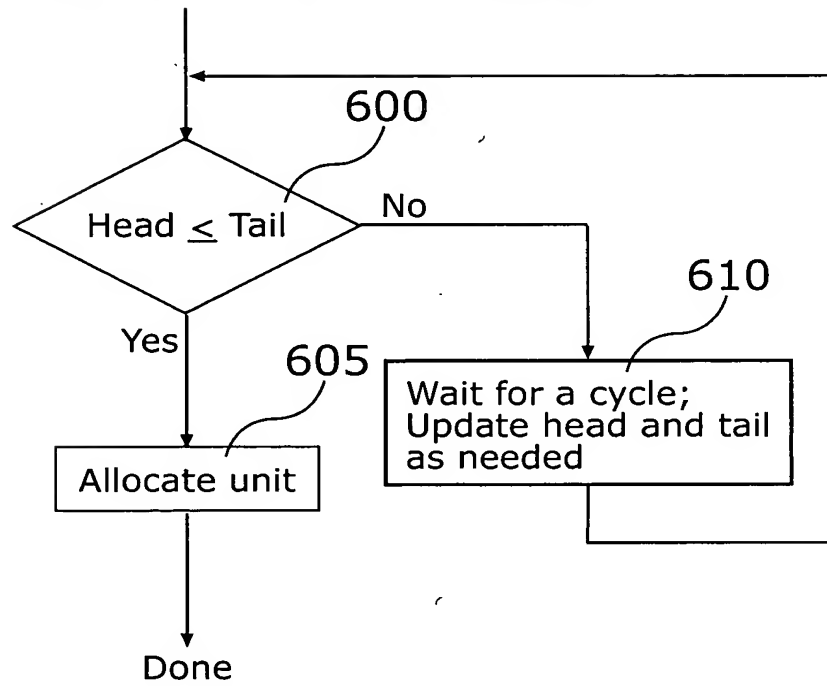 600
Head ≤ Tail
No
Yes
610
605
Wait for a cycle;
Update head and tail
as needed
Allocate unit
Done